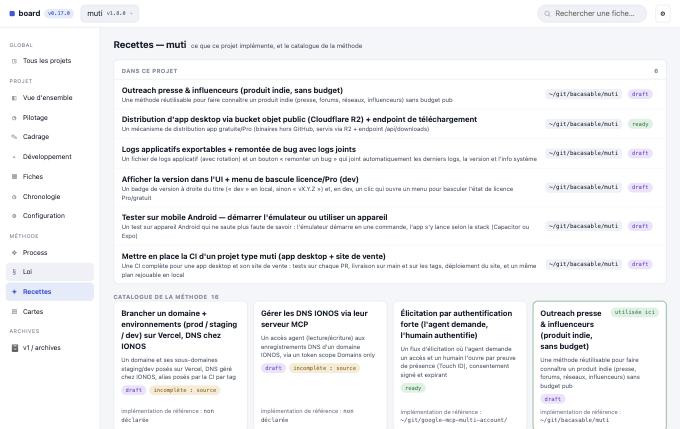 board v0.17.0 muti v1.8.0 Rechercher une fiche...
GLOBAL
Tous les projets
PROJET
Vue d'ensemble
Pilotage
Cadrage
Développement
Fiches
Chronologie
Configuration
MÉTHODE
Process
Loi
Recettes
Cartes
ARCHIVES
v1 / archives
Recettes — muti ce que ce projet implémente, et le catalogue de la méthode
DANS CE PROJET 6
Outreach presse & influenceurs (produit indie, sans budget)
Une méthode réutilisable pour faire connaître un produit indie (presse, forums, réseaux, influenceurs) sans budget pub
~/git/bacasable/muti draft
Distribution d'app desktop via bucket objet public (Cloudflare R2) + endpoint de téléchargement
Un mécanisme de distribution app gratuite/Pro (binaires hors GitHub, servis via R2 + endpoint /api/downloads)
~/git/bacasable/muti ready
Logs applicatifs exportables + remontée de bug avec logs joints
Un fichier de logs applicatif (avec rotation) et un bouton « remonter un bug » qui joint automatiquement les derniers logs, la version et l'info système
~/git/bacasable/muti draft
Afficher la version dans l'UI + menu de bascule licence/Pro (dev)
Un badge de version à droite du titre (« dev » en local, sinon « vX.Y.Z ») et, en dev, un clic qui ouvre un menu pour basculer l'état de licence
Pro/gratuit
~/git/bacasable/muti draft
Tester sur mobile Android — démarrer l'émulateur ou utiliser un appareil
Un test sur appareil Android qui ne saute plus faute de savoir : l'émulateur démarre en une commande, l'app s'y lance selon la stack (Capacitor ou
Expo)
~/git/bacasable/muti draft
Mettre en place la CI d'un projet type muti (app desktop + site de vente)
Une CI complète pour une app desktop et son site de vente : tests sur chaque PR, livraison sur main et sur les tags, déploiement du site, et un même
plan rejouable en local
~/git/bacasable/muti draft
CATALOGUE DE LA MÉTHODE 16
Brancher un domaine +
environnements (prod / staging
/ dev) sur Vercel, DNS chez
IONOS
Un domaine et ses sous-domaines
staging/dev posés sur Vercel, DNS géré
chez IONOS, alias posés par la CI par tag
draft incomplète : source
implémentation de référence : non
déclarée
Gérer les DNS IONOS via leur
serveur MCP
Un accès agent (lecture/écriture) aux
enregistrements DNS d'un domaine
IONOS, via un token scope Domains only
draft incomplète : source
implémentation de référence : non
déclarée
Élicitation par authentification
forte (l'agent demande,
l'humain authentifie)
Un flux d'élicitation où l'agent demande
un accès et un humain l'ouvre par preuve
de présence (Touch ID), consentement
signé et expirant
ready
implémentation de référence :
~/git/google-mcp-multi-account/
Outreach presse
& influenceurs
(produit indie,
sans budget)
utilisée ici
Une méthode réutilisable pour faire
connaître un produit indie (presse,
forums, réseaux, influenceurs) sans
budget pub
draft
implémentation de référence :
~/git/bacasable/muti